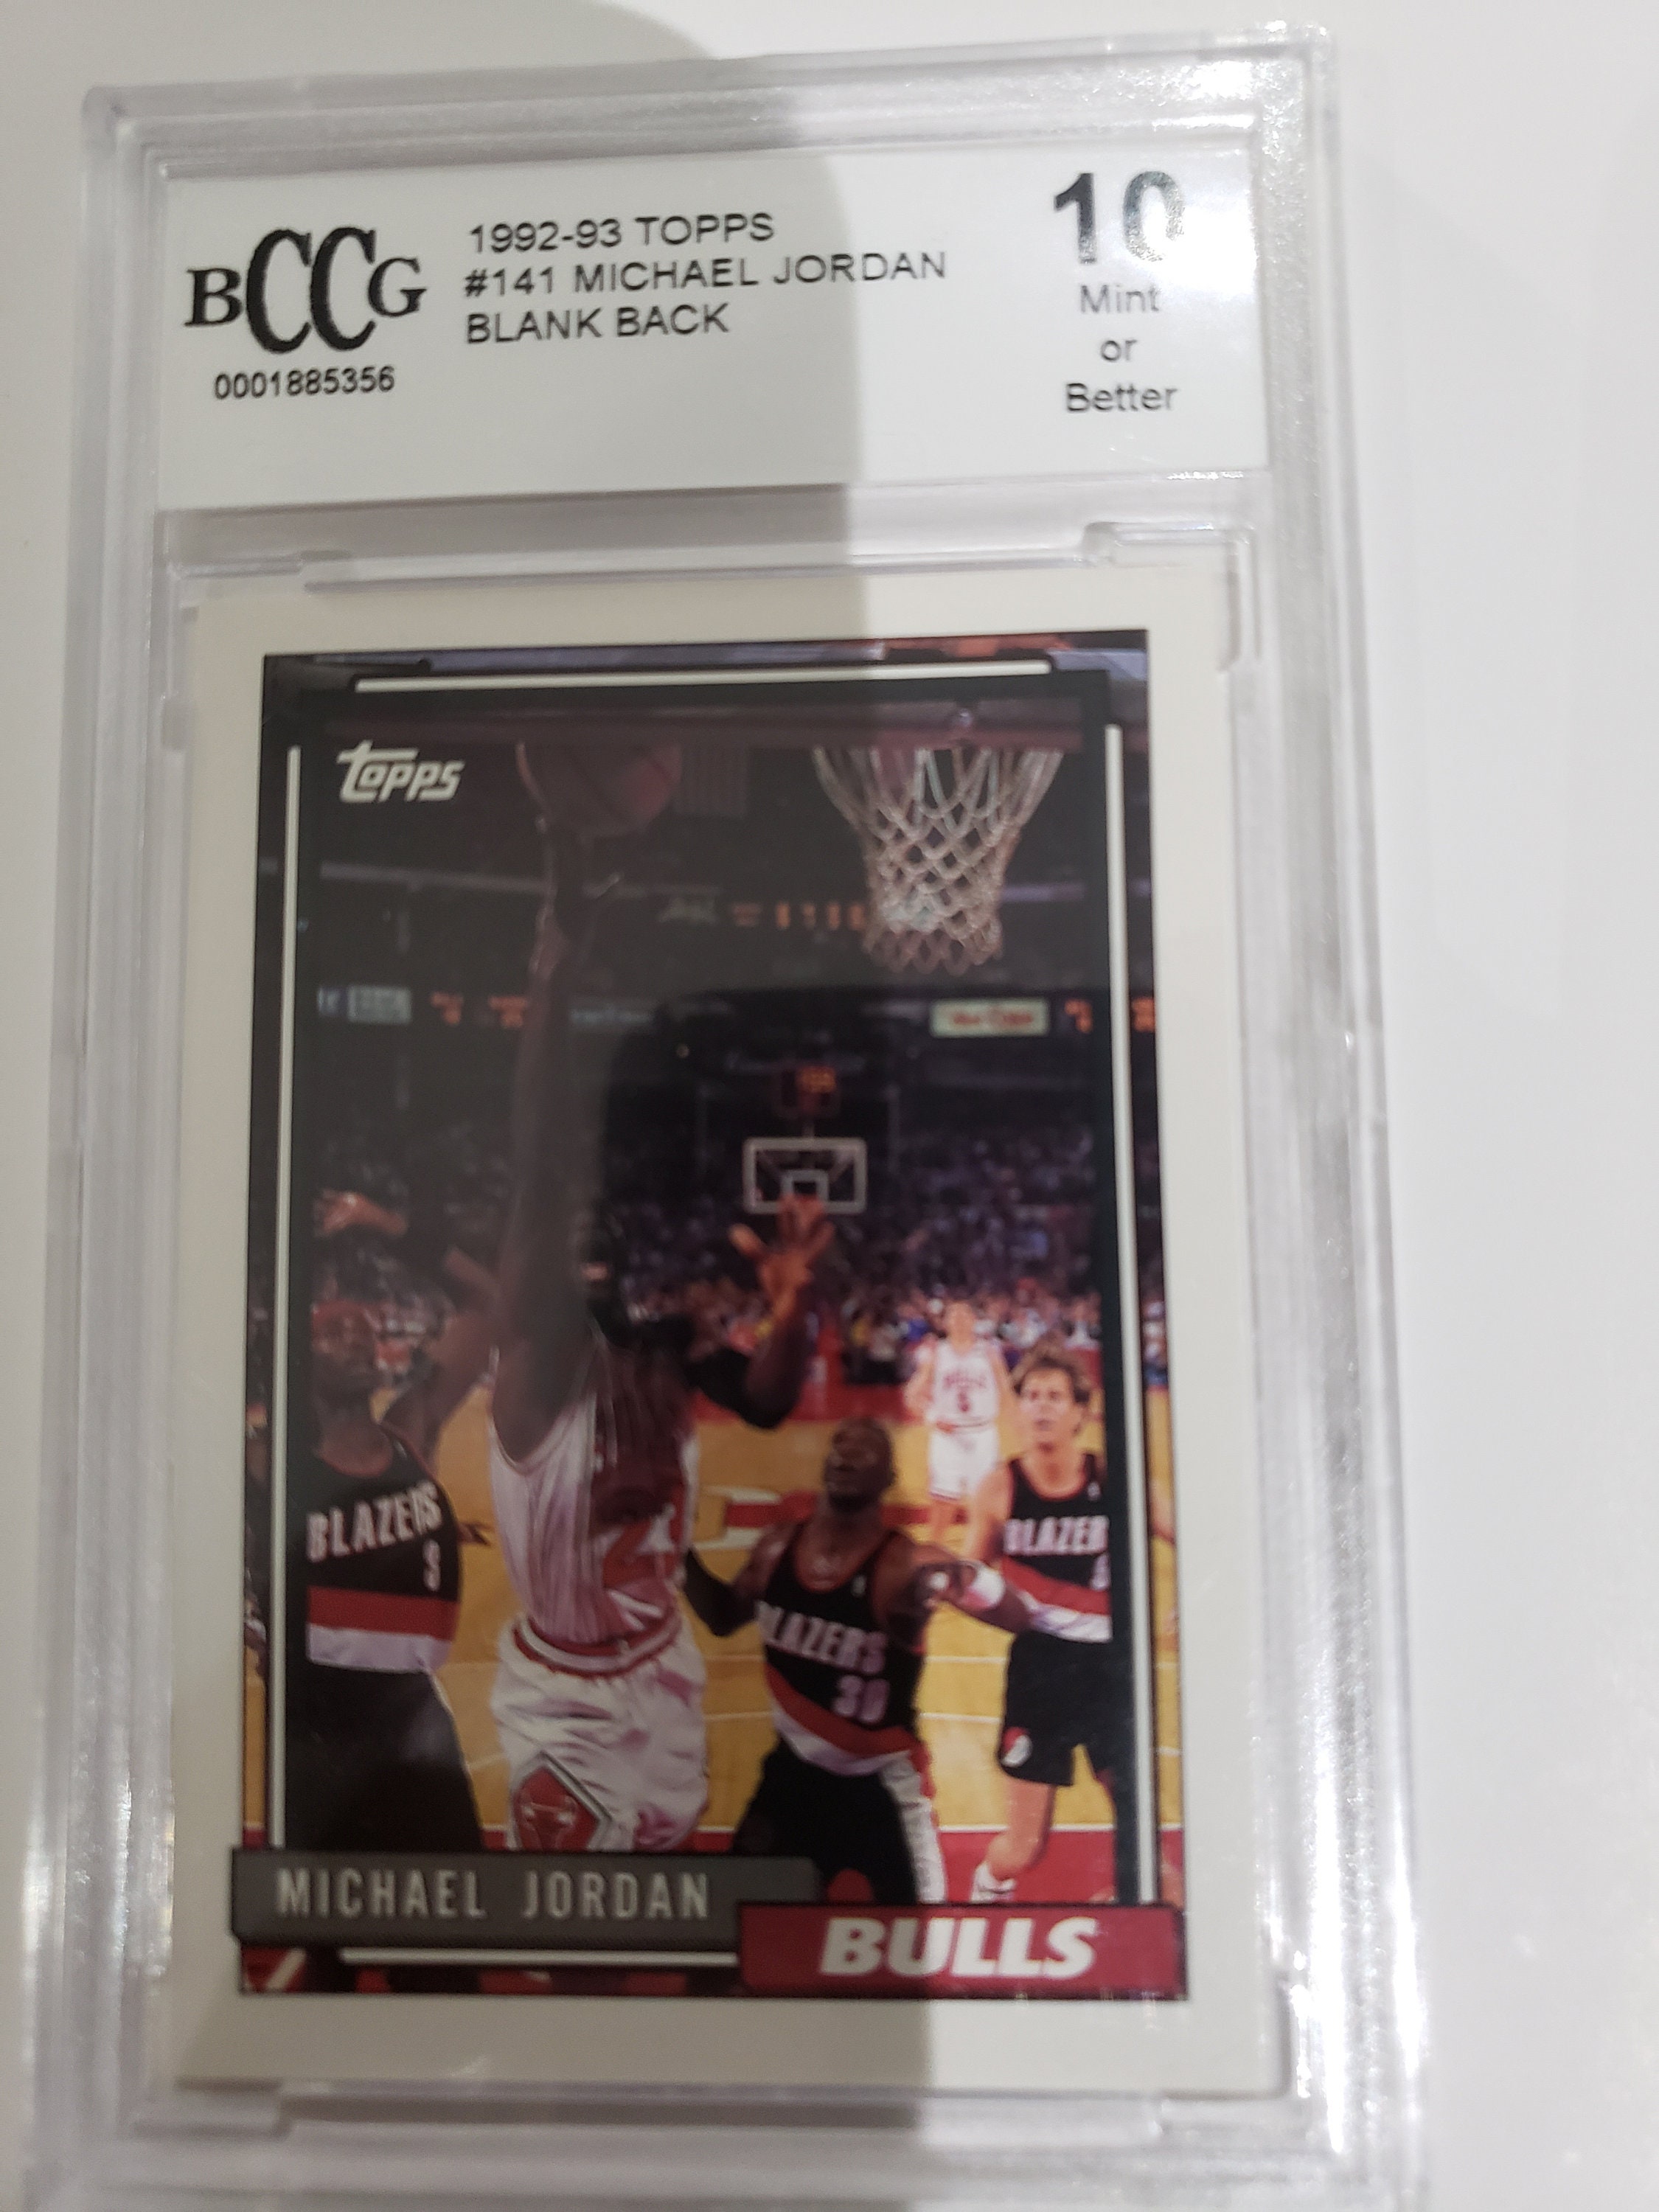 BCCG
0001885356
1992-93 TOPPS
#141 MICHAEL JORDAN
BLANK BACK
10
Mint
or
Better
Topps
BLAZERS
3
BLAZERS
30
BLAZER
MICHAEL JORDAN
BULLS